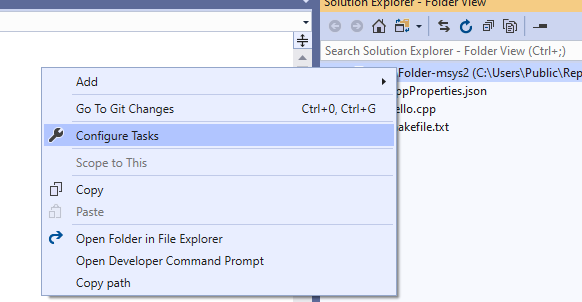 Solution Explorer - Folder View
Search Solution Explorer - Folder View (Ctrl+;)
Folder-msys2 (C:\Users\Public\Rep
ppProperties.json
ello.cpp
akefile.txt
Add
Go To Git Changes Ctrl+0, Ctrl+G
Configure Tasks
Scope to This
Copy
Paste
Open Folder in File Explorer
Open Developer Command Prompt
Copy path